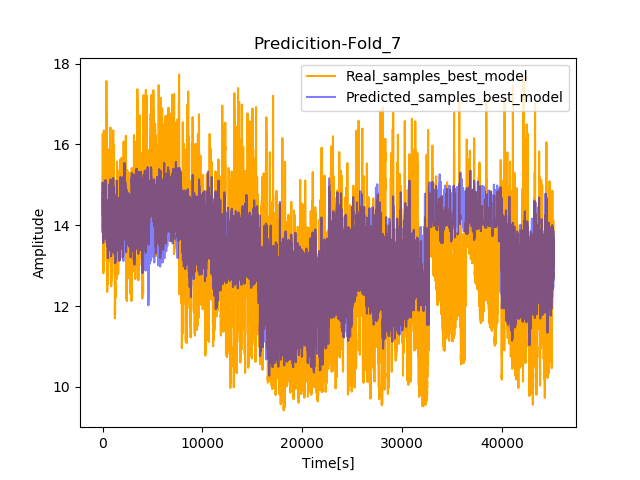 Predicition-Fold_7
Real_samples_best_model
Predicted_samples_best_model
Amplitude
18
16
14
12
10
0 10000 20000 30000 40000
Time[s]